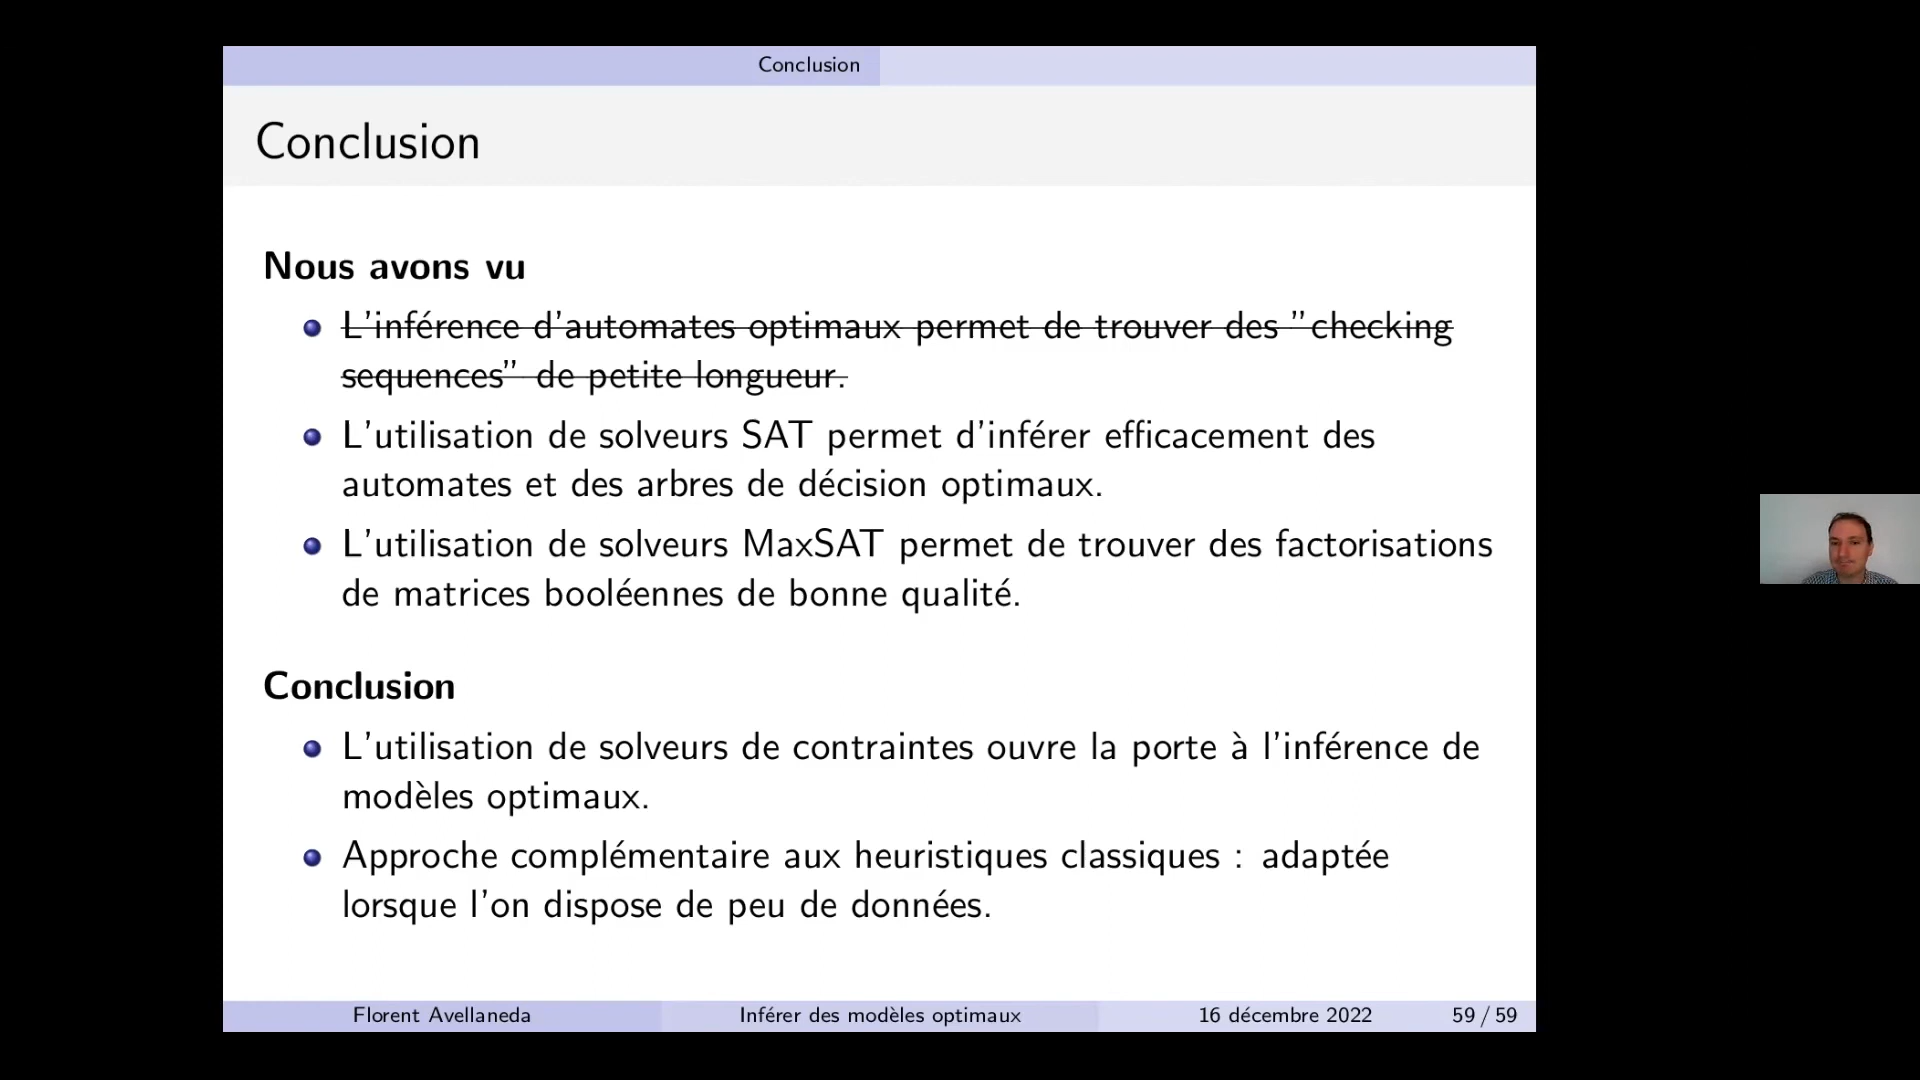 Conclusion
Conclusion
Nous avons vu
L'inférence d'automates optimaux permet de trouver des "checking
sequences" de petite longueur.
L'utilisation de solveurs SAT permet d'inférer efficacement des
automates et des arbres de décision optimaux.
L'utilisation de solveurs MaxSAT permet de trouver des factorisations
de matrices booléennes de bonne qualité.
Conclusion
L'utilisation de solveurs de contraintes ouvre la porte à l'inférence de
modèles optimaux.
Approche complémentaire aux heuristiques classiques : adaptée
lorsque l'on dispose de peu de données.
Florent Avellaneda Inférer des modèles optimaux 16 décembre 2022 59 / 59